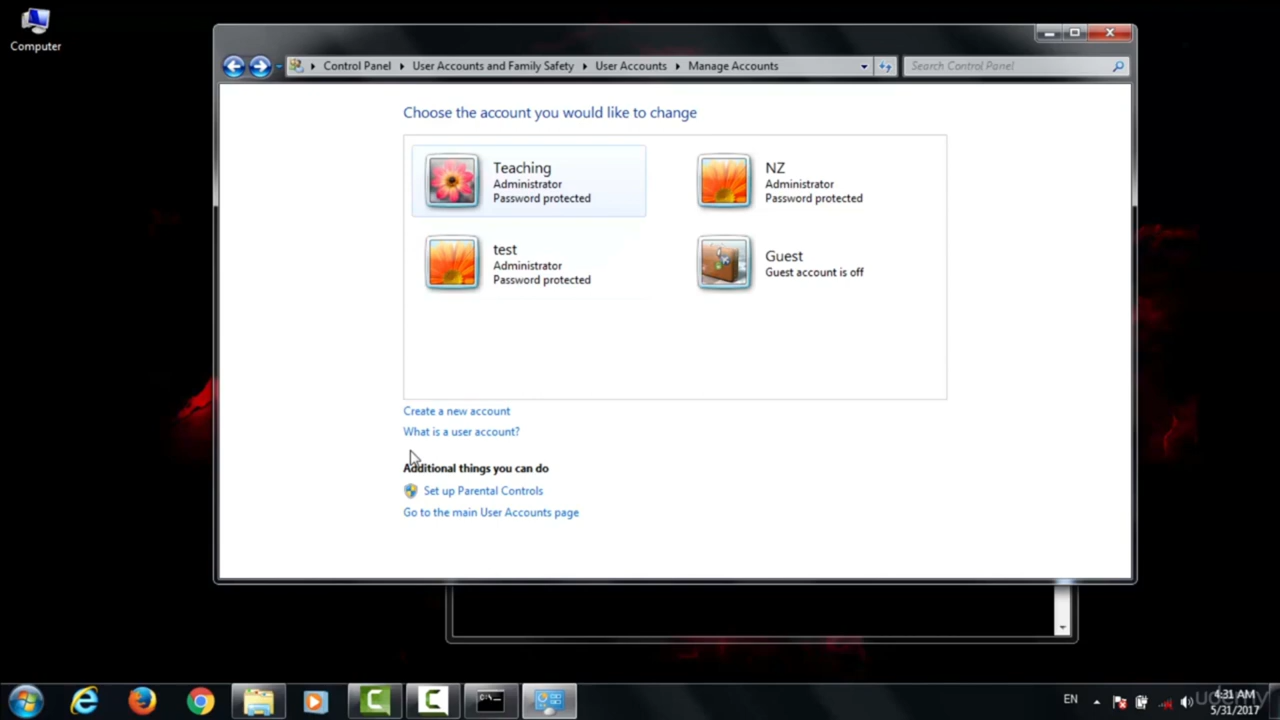 Computer
Control Panel
User Accounts and Family Safety
User Accounts
Manage Accounts
Search Control Panel
Choose the account you would like to change
Teaching
Administrator
Password protected
NZ
Administrator
Password protected
test
Administrator
Password protected
Guest
Guest account is off
Create a new account
What is a user account?
Additional things you can do
Set up Parental Controls
Go to the main User Accounts page
C:\
EN
4:31 AM
5/31/2017
udemy